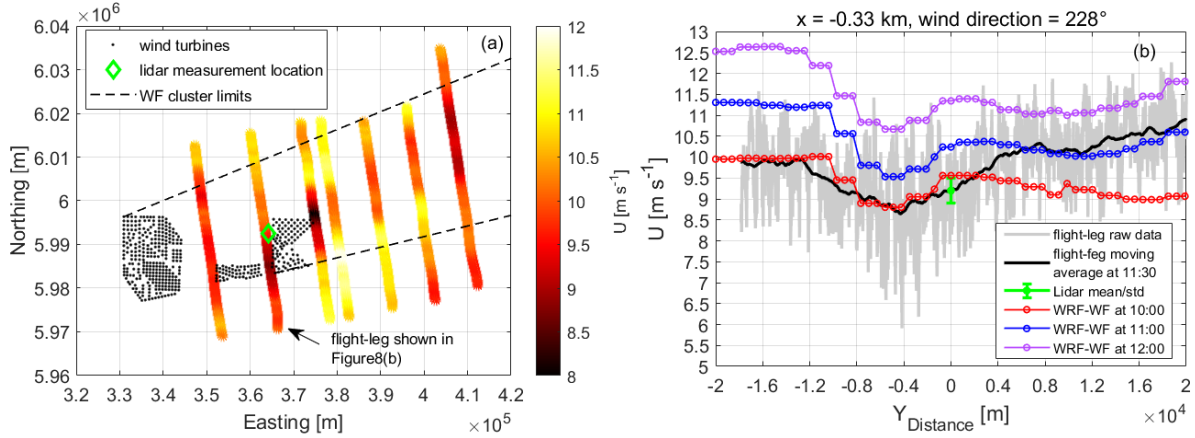 (a)
× 10⁶
6.04
6.03
6.02
6.01
6
5.99
5.98
5.97
5.96
Northing [m]
wind turbines
lidar measurement location
WF cluster limits
flight-leg shown in
Figure8(b)
3.2 3.3 3.4 3.5 3.6 3.7 3.8 3.9 4 4.1 4.2
Easting [m]
× 10⁵
12
11.5
11
10.5
10
9.5
9
8.5
8
U [m s⁻¹]
x = -0.33 km, wind direction = 228°
(b)
13
12.5
12
11.5
11
10.5
10
9.5
9
8.5
8
7.5
7
6.5
6
5.5
5
U [m s⁻¹]
flight-leg raw data
flight-feg moving
average at 11:30
Lidar mean/std
WRF-WF at 10:00
WRF-WF at 11:00
WRF-WF at 12:00
-2 -1.6 -1.2 -0.8 -0.4 0 0.4 0.8 1.2 1.6 2
Y_Distance [m]
× 10⁴